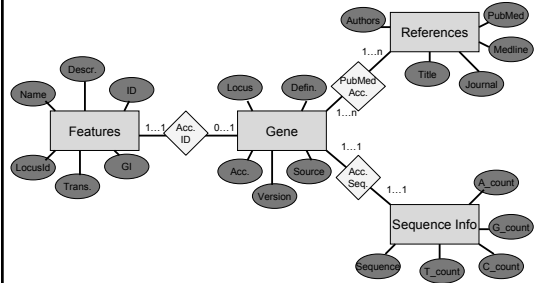 Authors
PubMed
References
Medline
Title
Journal
1...n
PubMed
Acc.
1...n
Descr.
Name
ID
Locus
Defin.
Features
1...1
Acc.
ID
0...1
Gene
LocusId
Trans.
GI
Acc.
Version
Source
1...1
Acc.
Seq.
1...1
A_count
Sequence Info
G_count
Sequence
T_count
C_count